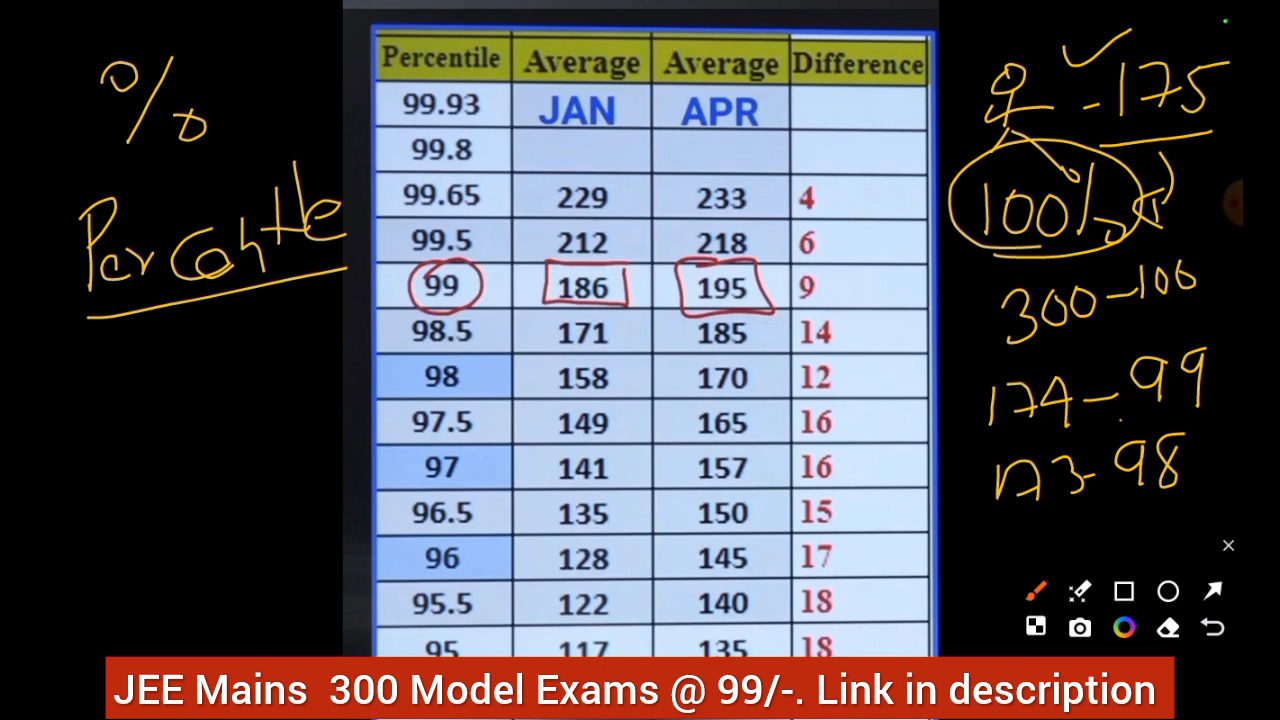 %
Percentile
Percentile Average Average Difference
99.93 JAN APR
99.8
99.65 229 233 4
99.5 212 218 6
99 186 195 9
98.5 171 185 14
98 158 170 12
97.5 149 165 16
97 141 157 16
96.5 135 150 15
96 128 145 17
95.5 122 140 18
95 117 135 18
- 175
100%
300-100
174-99
173-98
JEE Mains 300 Model Exams @ 99/-. Link in description